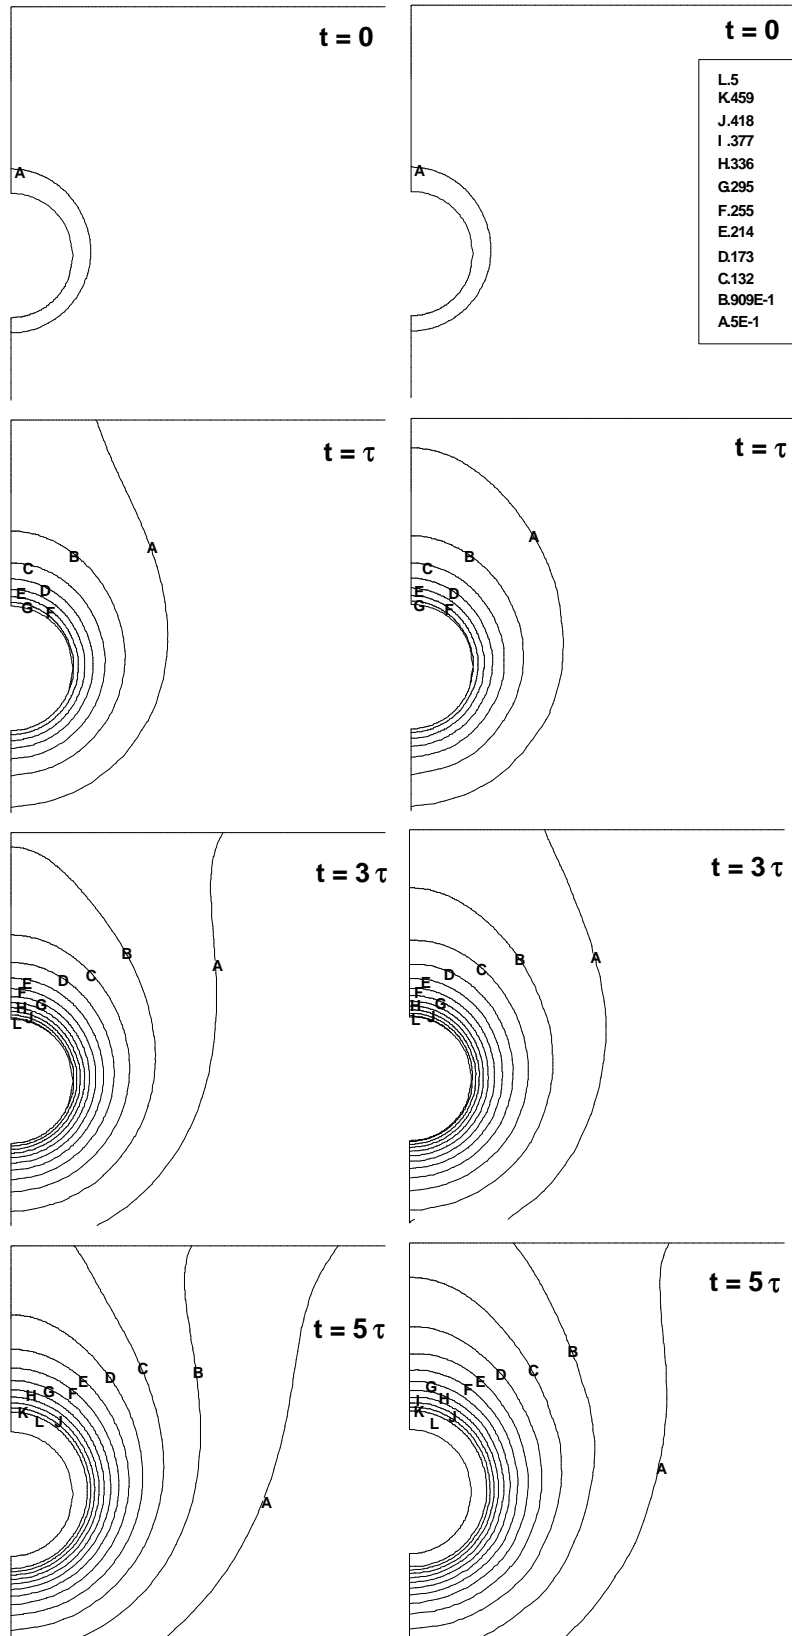 t = 0
t = 0
A
A
L.5
K.459
J.418
I .377
H.336
G.295
F.255
E.214
D.173
C.132
B.909E-1
A.5E-1
t = τ
t = τ
A
B
C
D
E
G
F
A
B
C
D
E
G
F
t = 3 τ
t = 3 τ
B
A
C
D
E
F
G
H
J
L
A
B
C
D
E
F
G
H
J
L
t = 5 τ
t = 5 τ
C
B
D
E
F
G
H
K
L
J
A
B
C
D
E
F
G
H
I
K
J
L
A